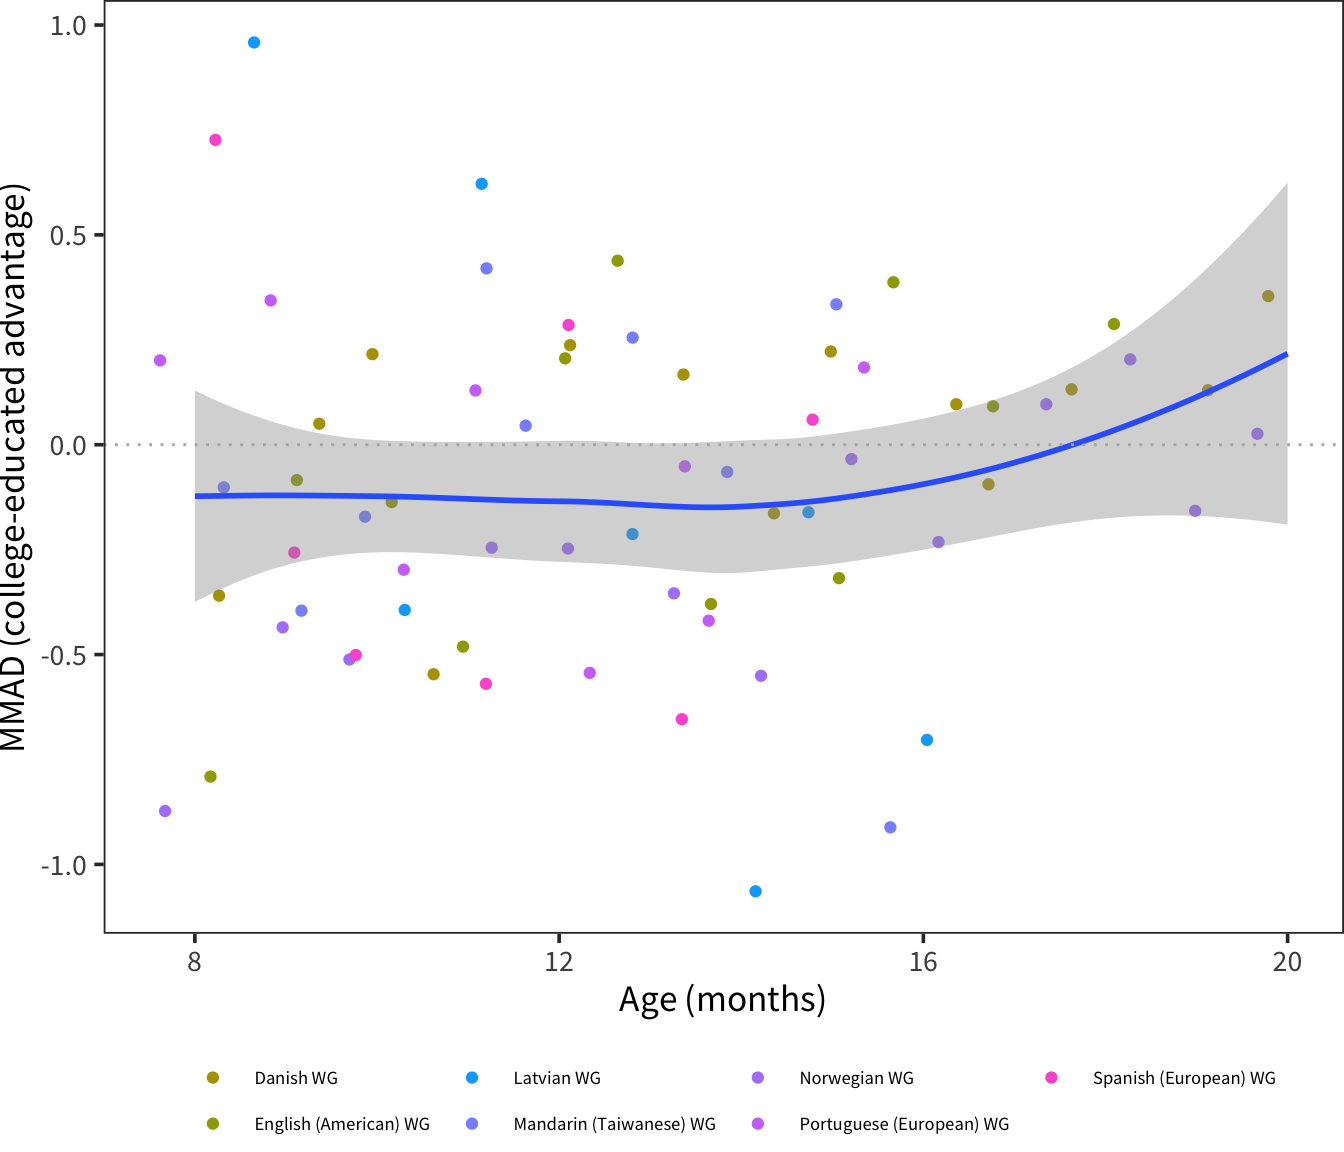 1.0
0.5
0.0
-0.5
-1.0
MMAD (college-educated advantage)
8 12 16 20
Age (months)
Danish WG Latvian WG Norwegian WG Spanish (European) WG
English (American) WG Mandarin (Taiwanese) WG Portuguese (European) WG